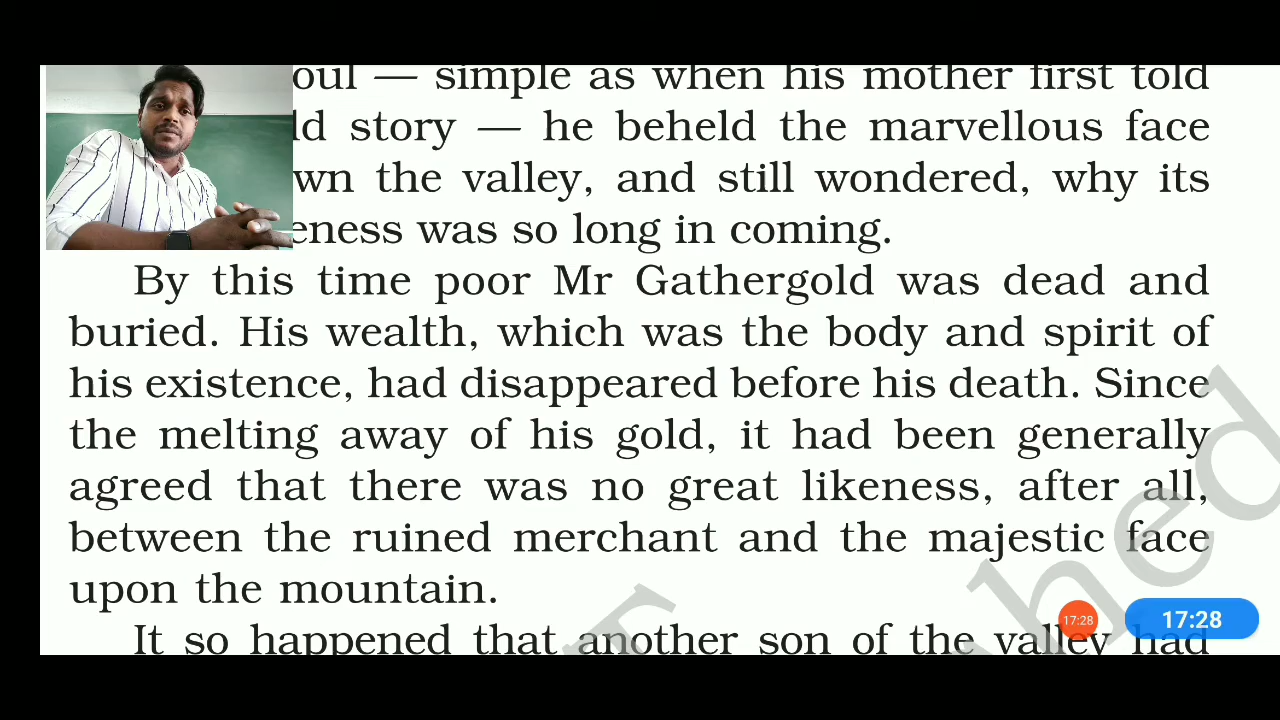 oul — simple as when his mother first told
ld story — he beheld the marvellous face
wn the valley, and still wondered, why its
eness was so long in coming.
By this time poor Mr Gathergold was dead and
buried. His wealth, which was the body and spirit of
his existence, had disappeared before his death. Since
the melting away of his gold, it had been generally
agreed that there was no great likeness, after all,
between the ruined merchant and the majestic face
upon the mountain.
It so happened that another son of the valley had
hed
17:28
17:28